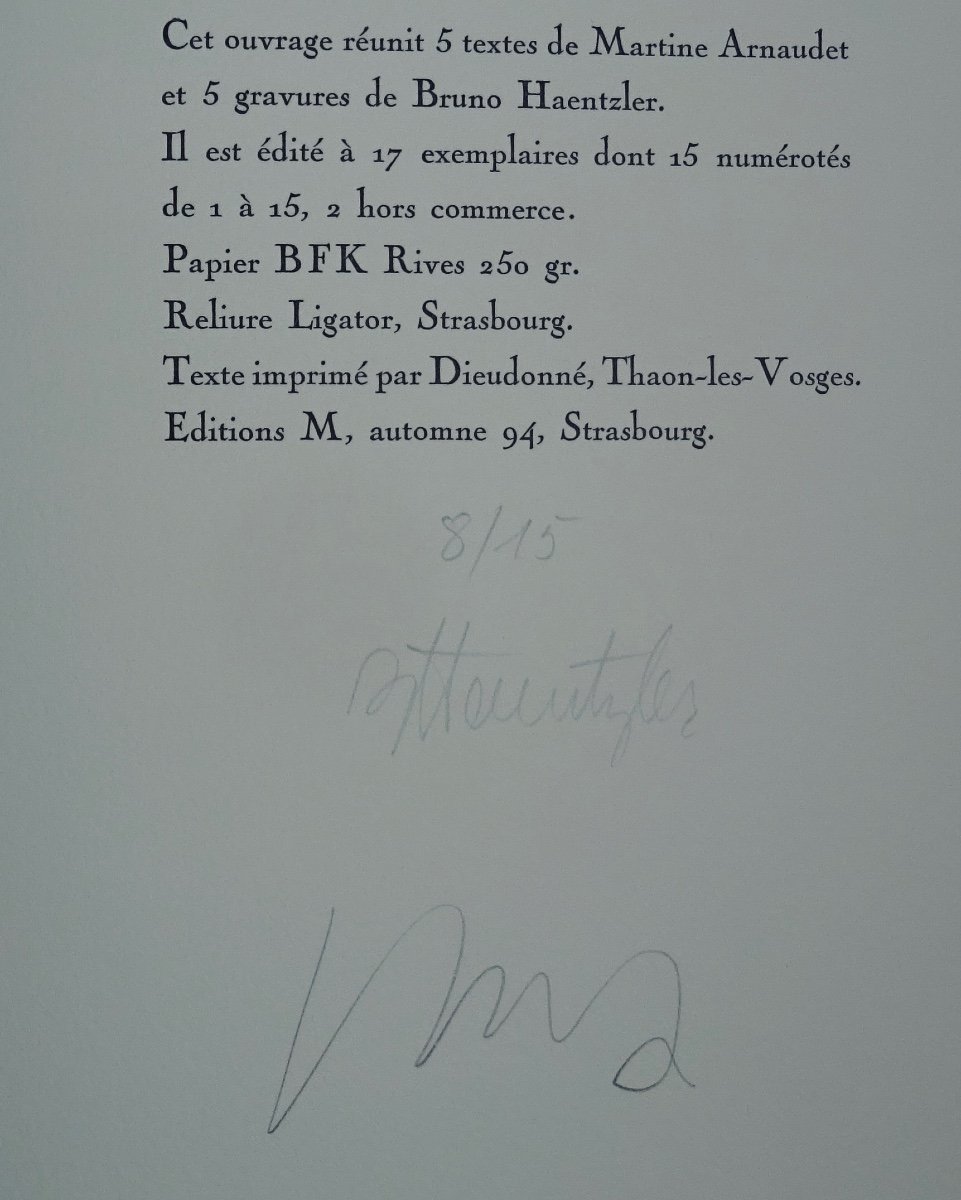 Cet ouvrage réunit 5 textes de Martine Arnaudet
et 5 gravures de Bruno Haentzler.
Il est édité à 17 exemplaires dont 15 numérotés
de 1 à 15, 2 hors commerce.
Papier BFK Rives 250 gr.
Reliure Ligator, Strasbourg.
Texte imprimé par Dieudonné, Thaon-les-Vosges.
Editions M, automne 94, Strasbourg.
8/15
BHaentzler